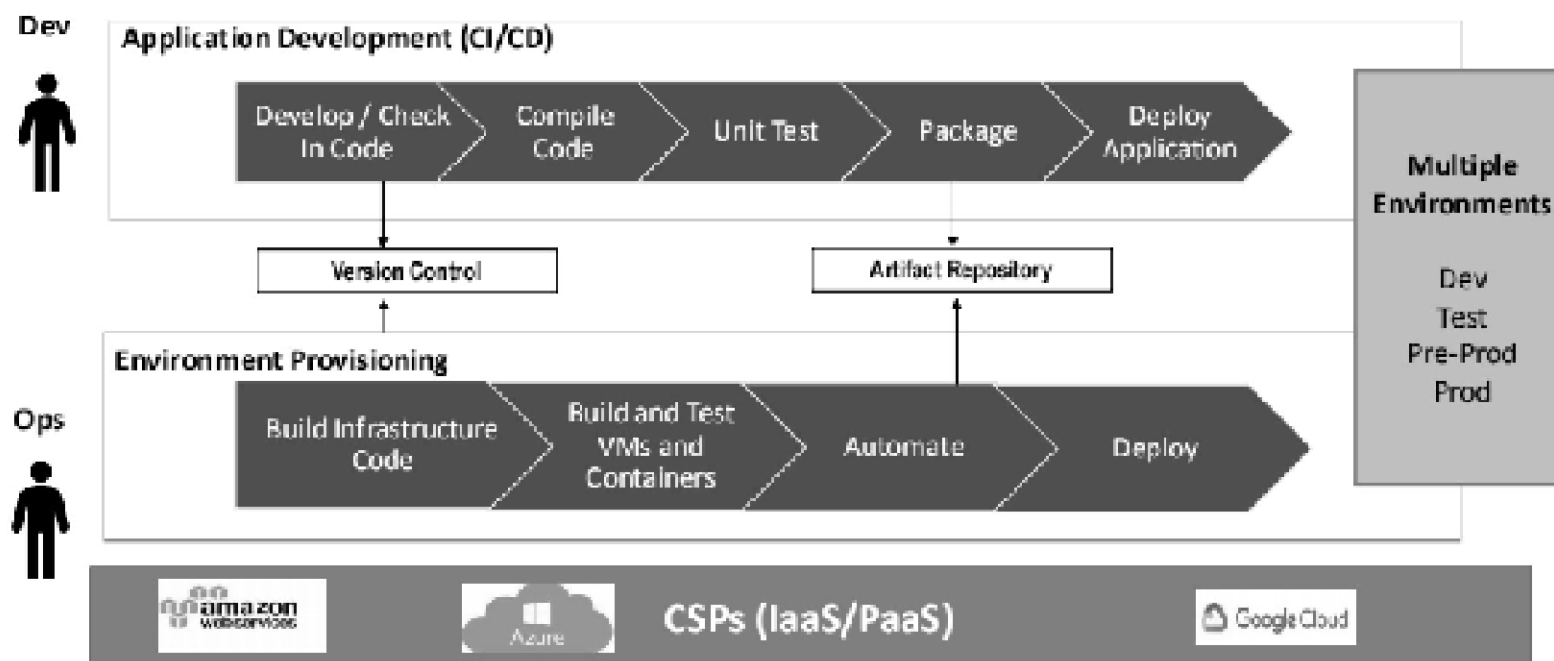 Dev
Application Development (CI/CD)
Develop / Check
In Code
Compile
Code
Unit Test
Package
Deploy
Application
Multiple
Environments
Dev
Test
Pre-Prod
Prod
Version Control
Artifact Repository
Environment Provisioning
Ops
Build Infrastructure
Code
Build and Test
VMs and
Containers
Automate
Deploy
amazon
webservices
Azure
CSPs (IaaS/PaaS)
Google Cloud